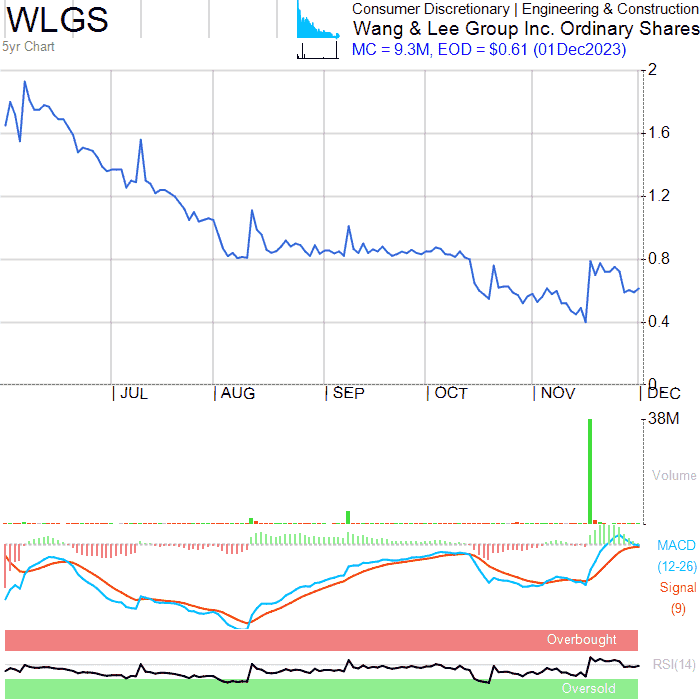 WLGS
5yr Chart
Consumer Discretionary | Engineering & Construction
Wang & Lee Group Inc. Ordinary Shares
MC = 9.3M, EOD = $0.61 (01Dec2023)
2
1.6
1.2
0.8
0.4
0
JUL AUG SEP OCT NOV DEC
38M
Volume
MACD
(12-26)
Signal
(9)
Overbought
RSI(14)
Oversold